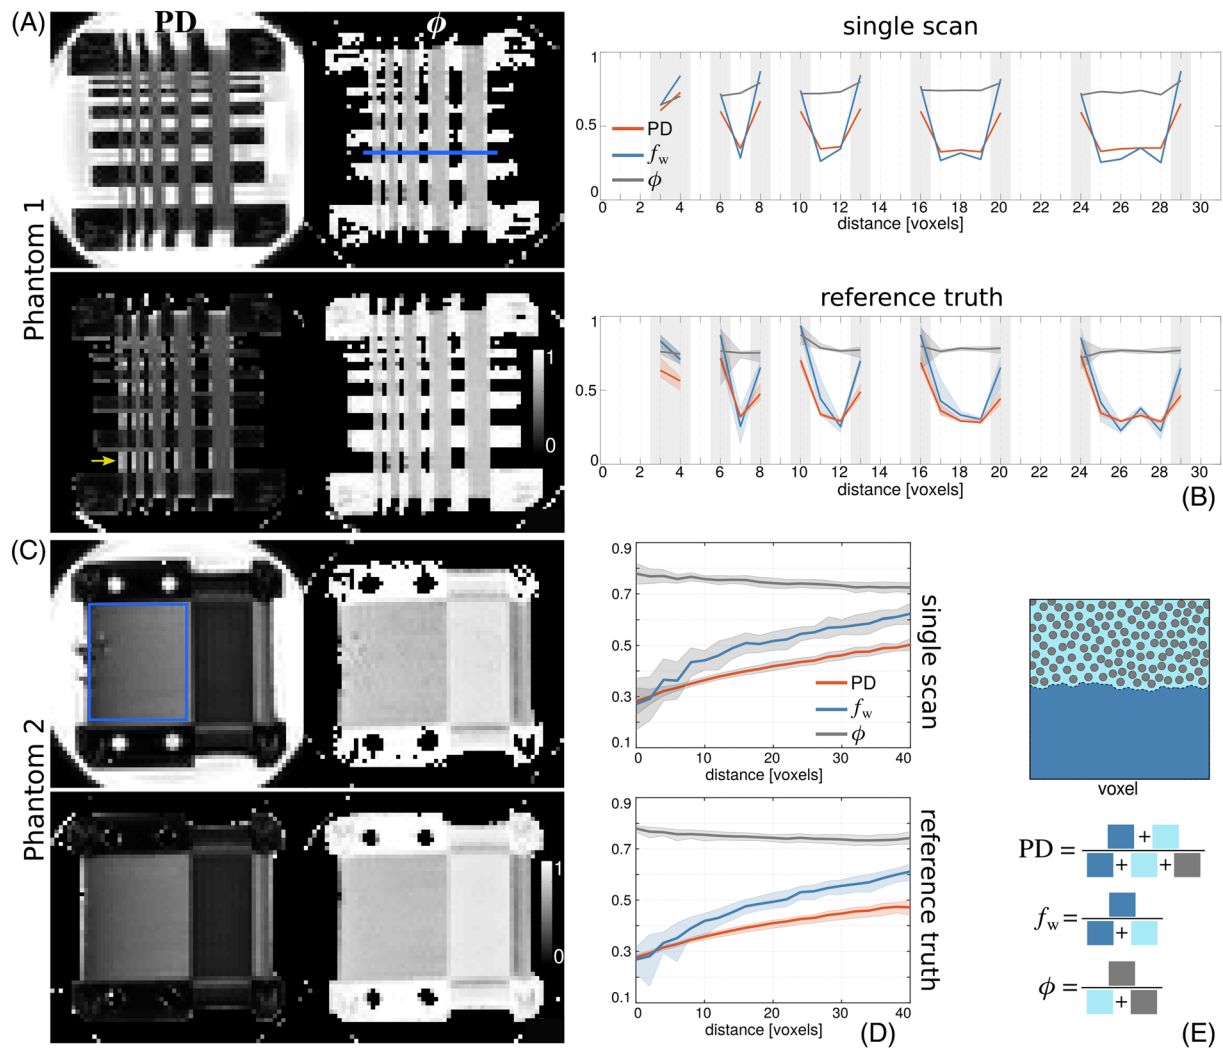 (A)
PD
ϕ
Phantom 1
1
0
single scan
1
0.5
0
PD
f_w
ϕ
0 2 4 6 8 10 12 14 16 18 20 22 24 26 28 30
distance [voxels]
reference truth
1
0.5
0
0 2 4 6 8 10 12 14 16 18 20 22 24 26 28 30
distance [voxels]
(B)
(C)
Phantom 2
1
0
0.9
0.7
0.5
0.3
0.1
PD
f_w
ϕ
0 10 20 30 40
distance [voxels]
single scan
0.9
0.7
0.5
0.3
0.1
0 10 20 30 40
distance [voxels]
reference truth
(D)
voxel
PD = + + +
f_w = +
ϕ = +
(E)